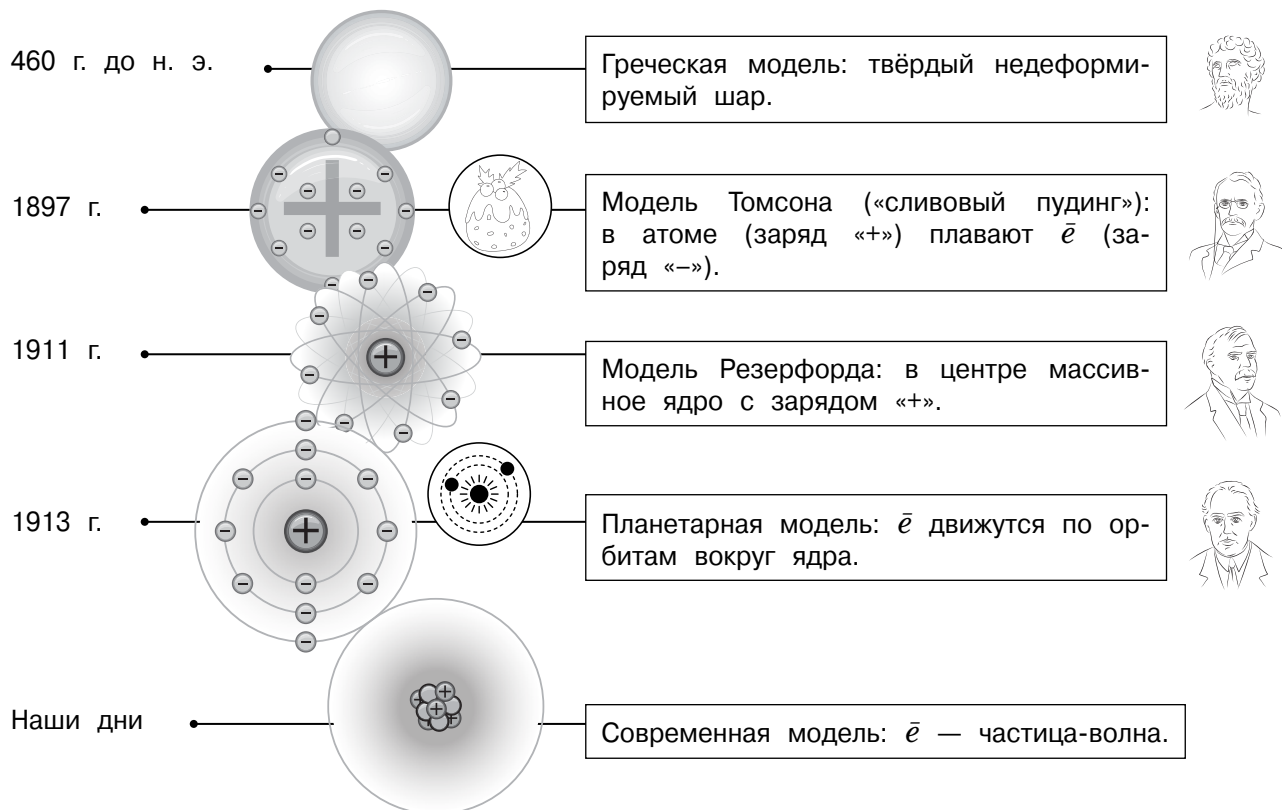 460 г. до н. э.
Греческая модель: твёрдый недеформи-
руемый шар.
1897 г.
Модель Томсона («сливовый пудинг»):
в атоме (заряд «+») плавают ē (за-
ряд «–»).
1911 г.
Модель Резерфорда: в центре массив-
ное ядро с зарядом «+».
1913 г.
Планетарная модель: ē движутся по ор-
битам вокруг ядра.
Наши дни
Современная модель: ē — частица-волна.